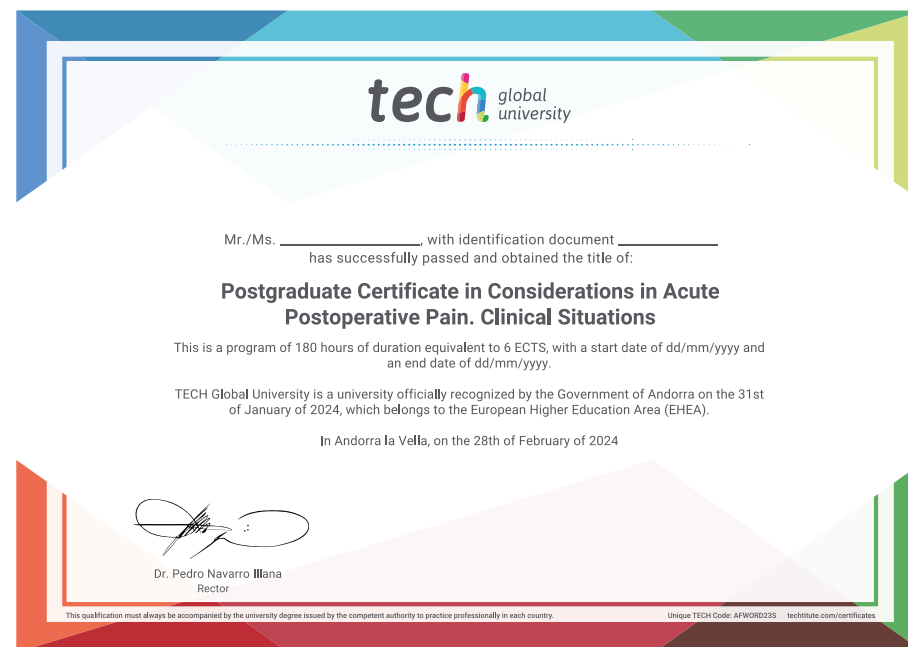 tech global
university
Mr./Ms. ____________________, with identification document ______________
has successfully passed and obtained the title of:
Postgraduate Certificate in Considerations in Acute
Postoperative Pain. Clinical Situations
This is a program of 180 hours of duration equivalent to 6 ECTS, with a start date of dd/mm/yyyy and
an end date of dd/mm/yyyy.
TECH Global University is a university officially recognized by the Government of Andorra on the 31st
of January of 2024, which belongs to the European Higher Education Area (EHEA).
In Andorra la Vella, on the 28th of February of 2024
Dr. Pedro Navarro Illana
Rector
This qualification must always be accompanied by the university degree issued by the competent authority to practice professionally in each country.
Unique TECH Code: AFWORD23S techtitute.com/certificates